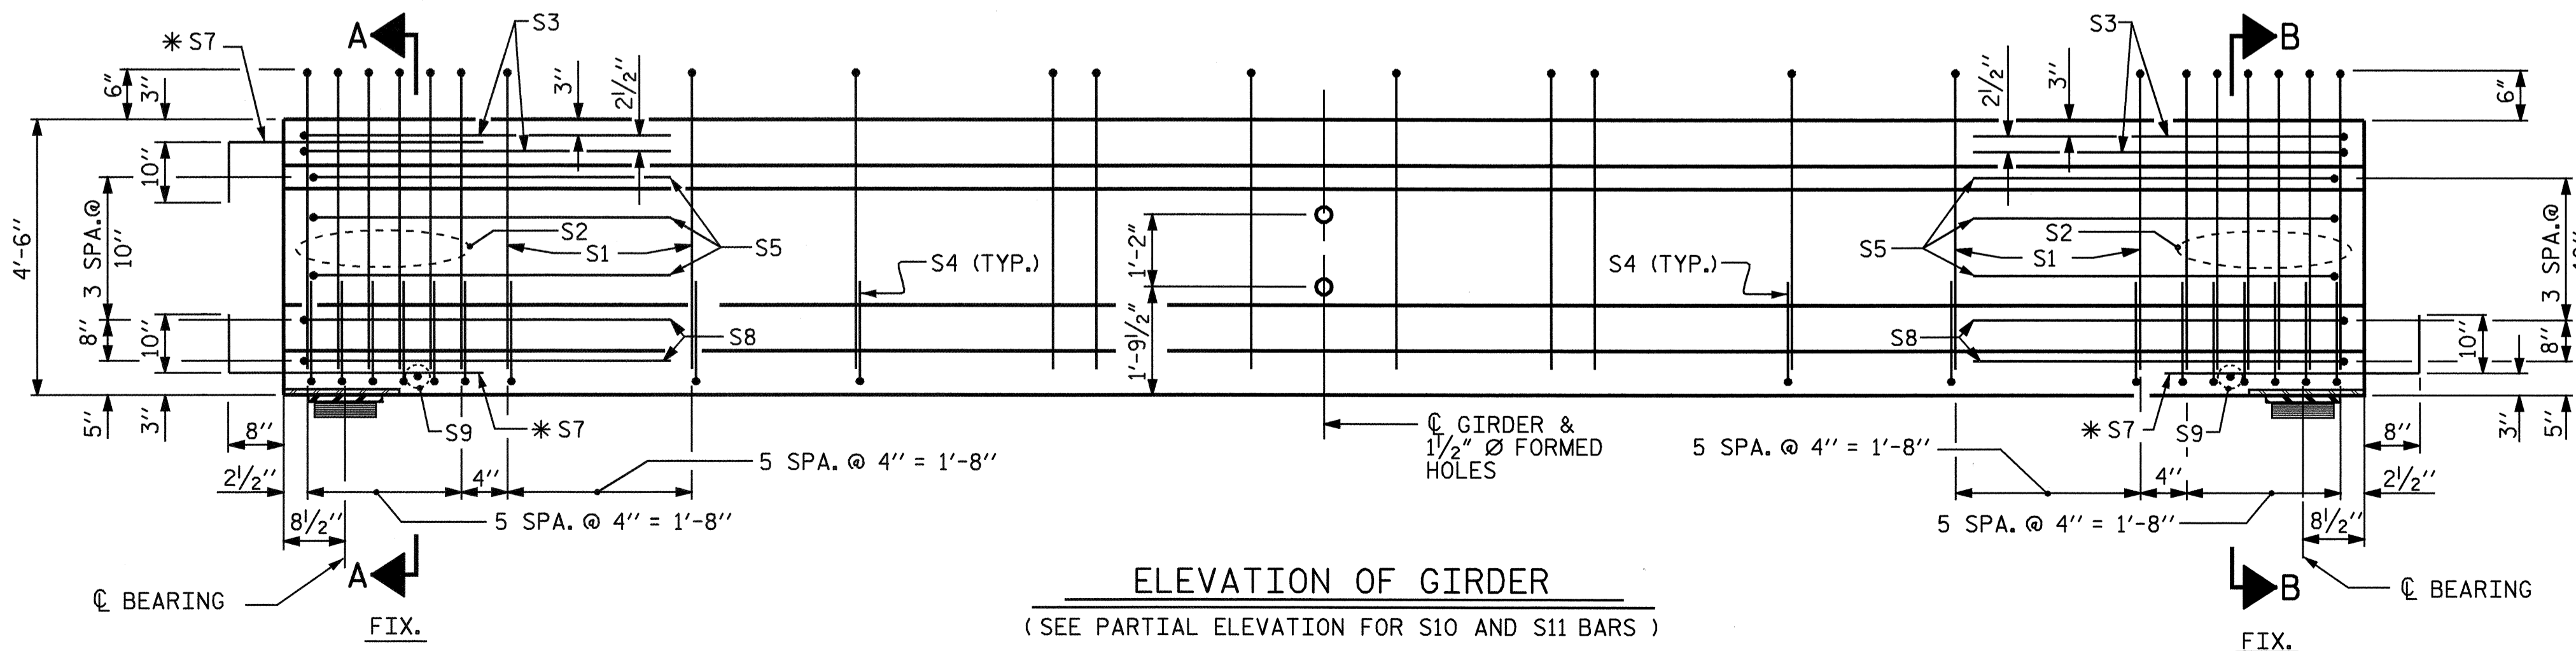 A
✳ S7
S3
6"
3"
3"
2½"
4'-6"
10"
3 SPA.@
10"
8"
10"
5"
3"
S2
S1
S5
S4 (TYP.)
S8
S9
✳ S7
8"
2½"
4"
5 SPA. @ 4" = 1'-8"
8½"
5 SPA. @ 4" = 1'-8"
A
℄ BEARING
FIX.
1'-2"
1'-9½"
℄ GIRDER &
1½" Ø FORMED
HOLES
ELEVATION OF GIRDER
( SEE PARTIAL ELEVATION FOR S10 AND S11 BARS )
S3
B
2½"
3"
6"
S5
S2
S1
S4 (TYP.)
S8
3 SPA.@
10"
8"
3"
5"
✳ S7
S9
8"
5 SPA. @ 4" = 1'-8"
4"
2½"
5 SPA. @ 4" = 1'-8"
8½"
B
℄ BEARING
FIX.